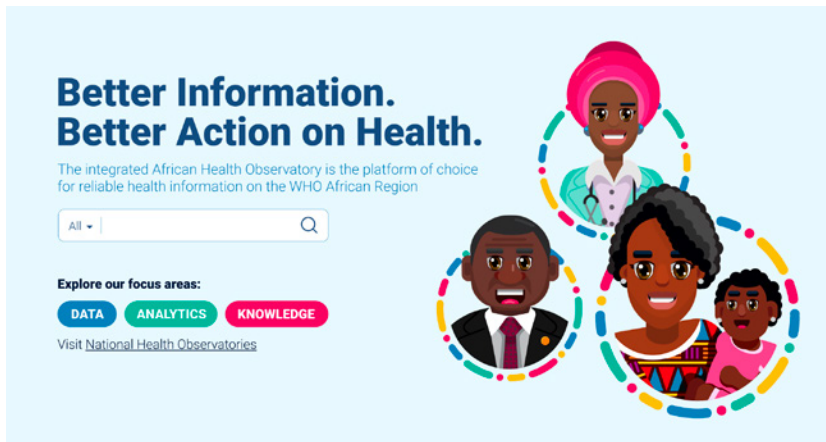 Better Information.
Better Action on Health.
The integrated African Health Observatory is the platform of choice
for reliable health information on the WHO African Region
All
Explore our focus areas:
DATA ANALYTICS KNOWLEDGE
Visit National Health Observatories